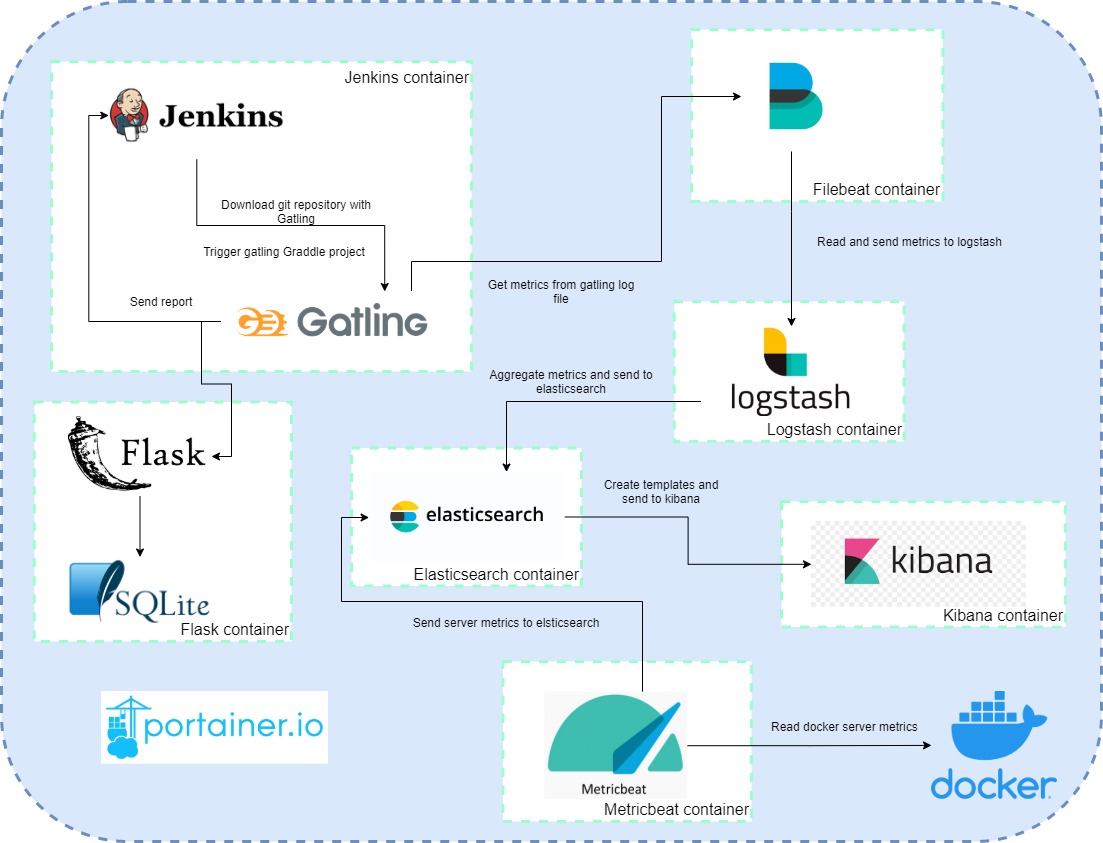 Jenkins container
Jenkins
Download git repository with
Gatling
Trigger gatling Graddle project
Send report
Gatling
Get metrics from gatling log
file
Filebeat container
Read and send metrics to logstash
logstash
Logstash container
Aggregate metrics and send to
elasticsearch
Flask
SQLite
Flask container
elasticsearch
Elasticsearch container
Create templates and
send to kibana
kibana
Kibana container
Send server metrics to elsticsearch
portainer.io
Metricbeat
Metricbeat container
Read docker server metrics
docker